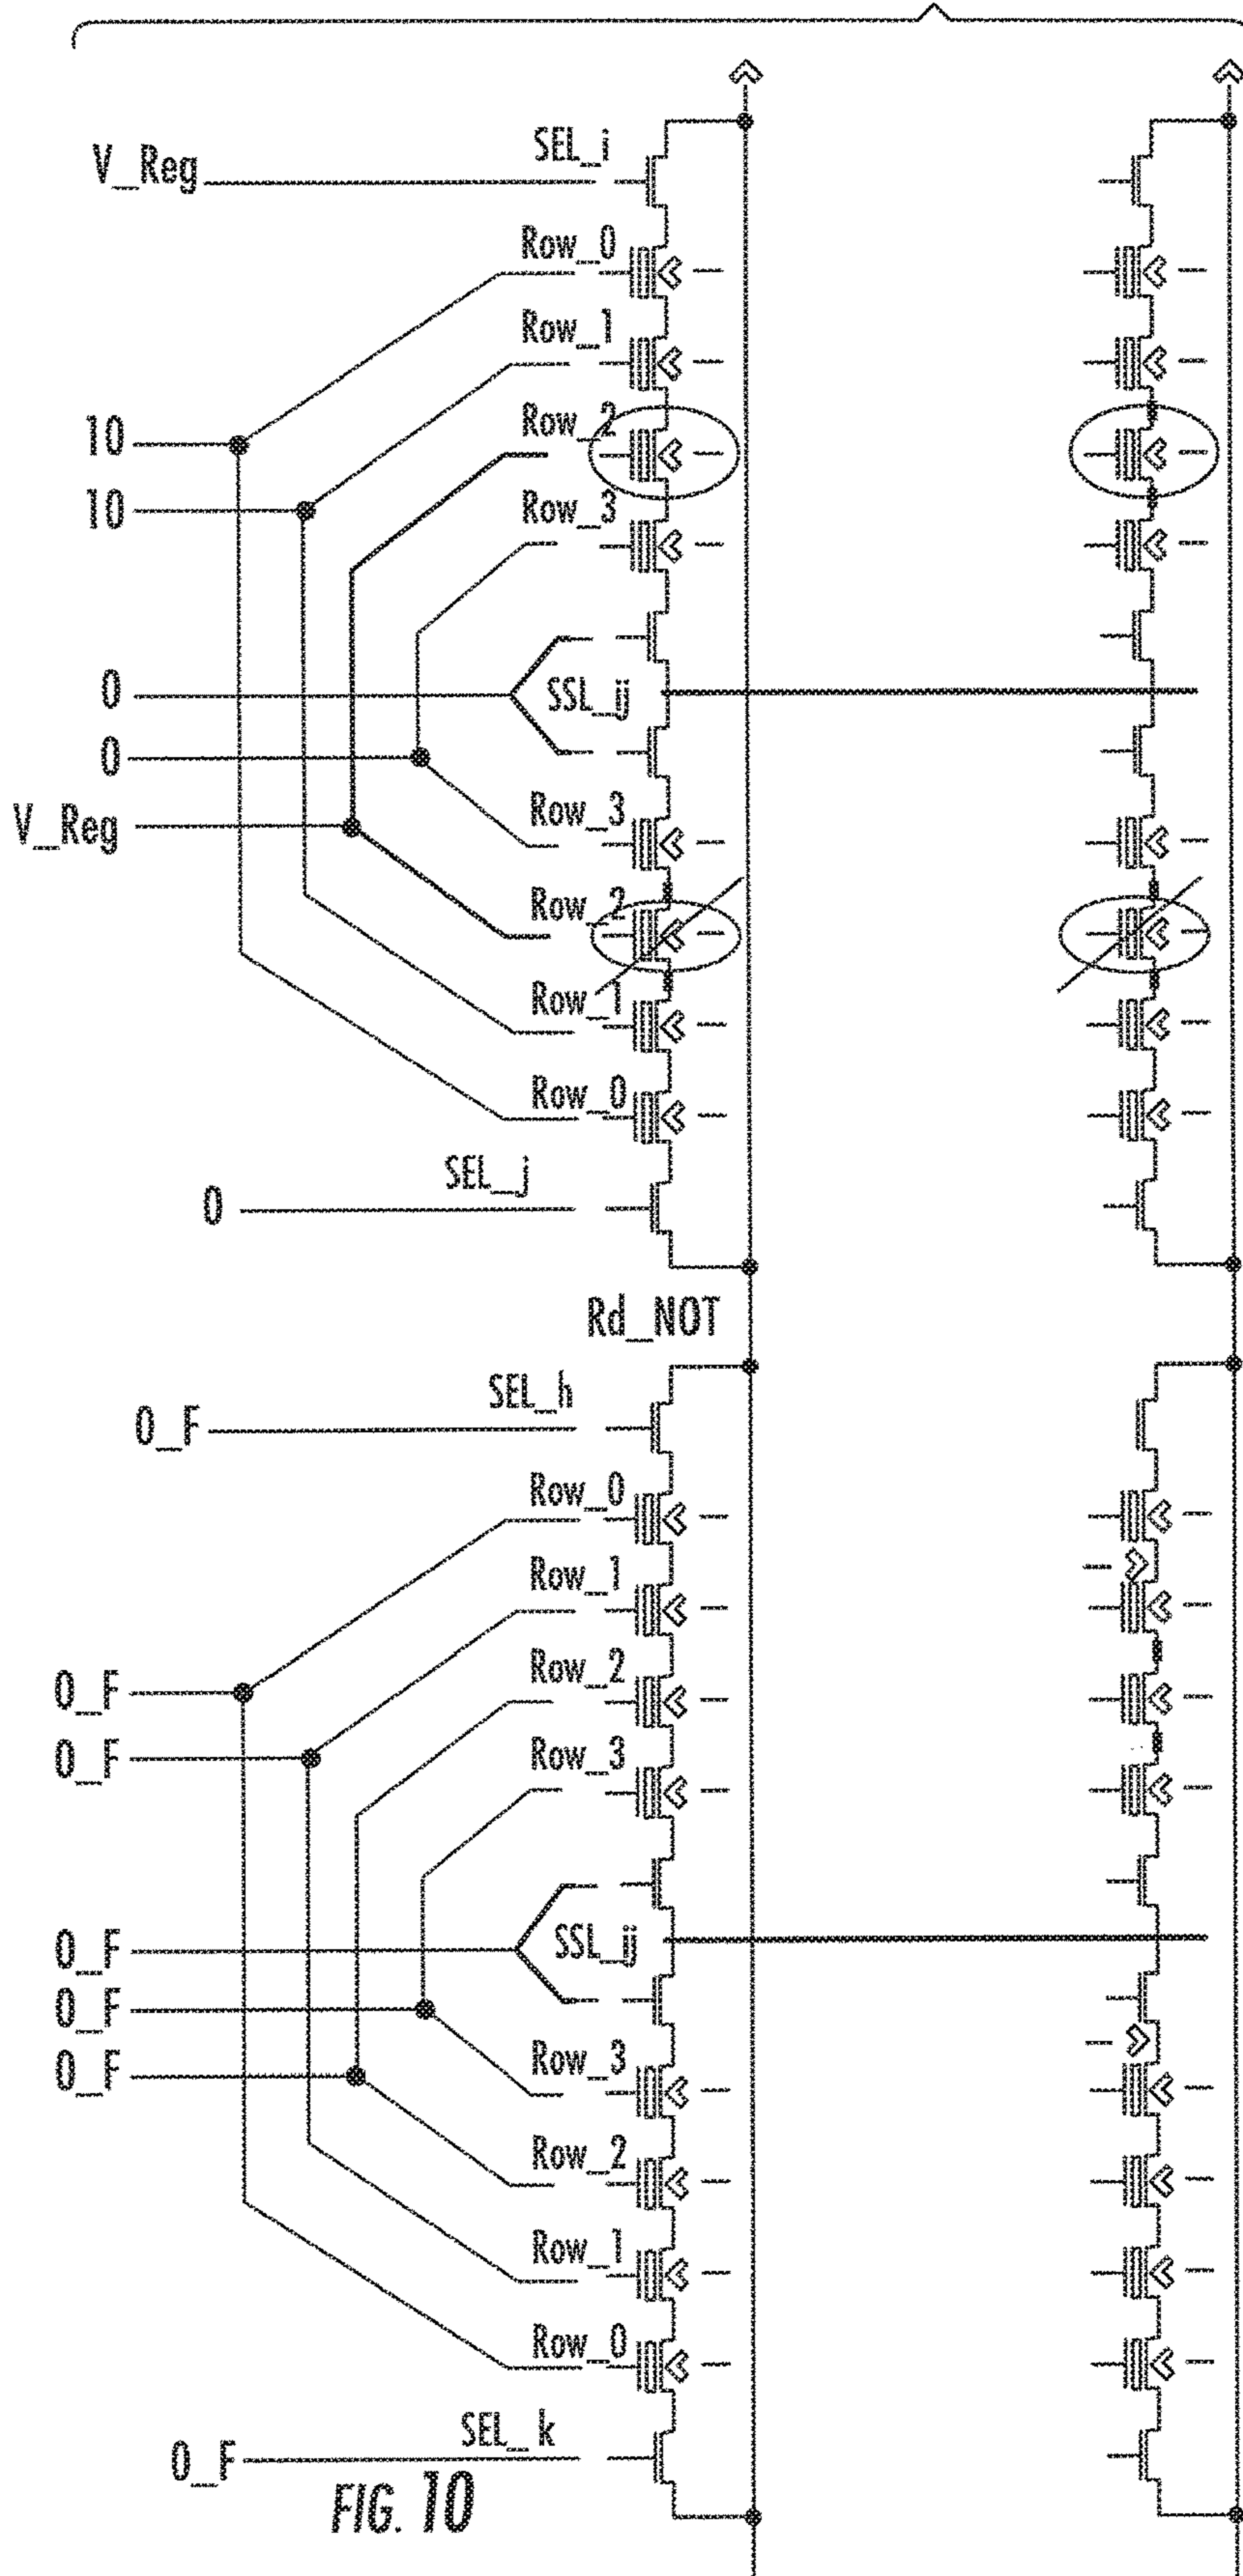 V_Reg
SEL_i
Row_0
Row_1
10
Row_2
10
Row_3
0
SSL_ij
0
V_Reg
Row_3
Row_2
Row_1
Row_0
SEL_j
0
Rd_NOT
SEL_h
0_F
Row_0
Row_1
0_F
Row_2
0_F
Row_3
0_F
SSL_ij
0_F
0_F
Row_3
Row_2
Row_1
Row_0
SEL_k
0_F
FIG. 10